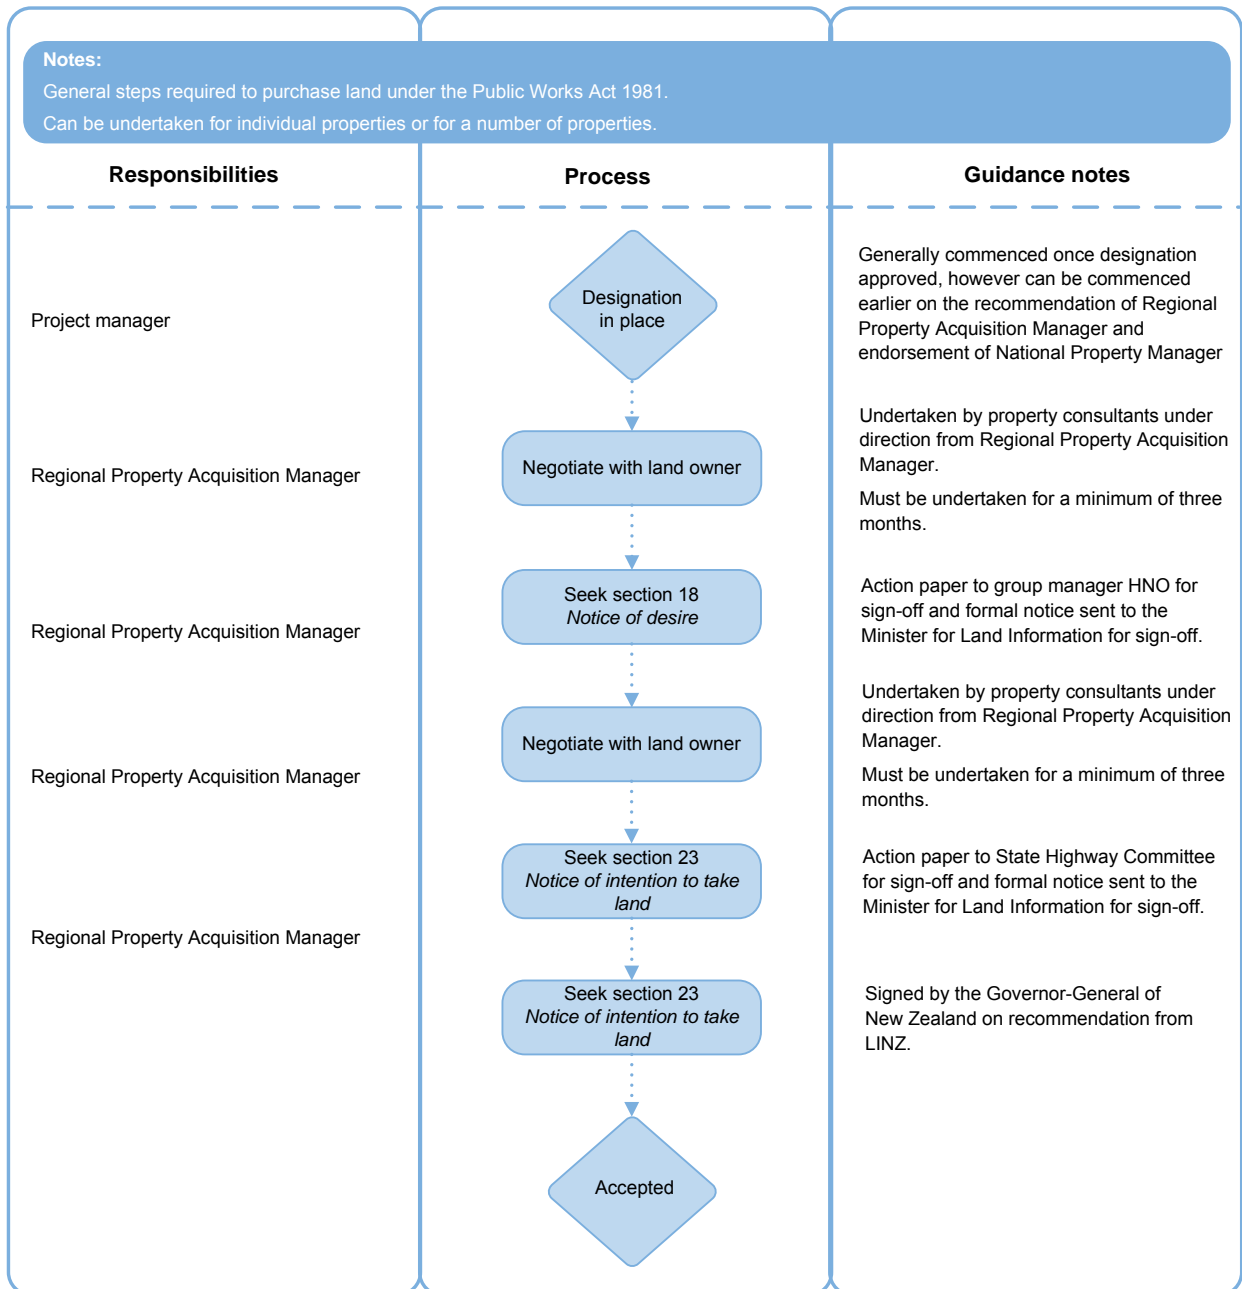 Notes:
General steps required to purchase land under the Public Works Act 1981.
Can be undertaken for individual properties or for a number of properties.
Responsibilities
Process
Guidance notes
Project manager
Designation
in place
Generally commenced once designation
approved, however can be commenced
earlier on the recommendation of Regional
Property Acquisition Manager and
endorsement of National Property Manager
Regional Property Acquisition Manager
Negotiate with land owner
Undertaken by property consultants under
direction from Regional Property Acquisition
Manager.
Must be undertaken for a minimum of three
months.
Regional Property Acquisition Manager
Seek section 18
Notice of desire
Action paper to group manager HNO for
sign-off and formal notice sent to the
Minister for Land Information for sign-off.
Regional Property Acquisition Manager
Negotiate with land owner
Undertaken by property consultants under
direction from Regional Property Acquisition
Manager.
Must be undertaken for a minimum of three
months.
Regional Property Acquisition Manager
Seek section 23
Notice of intention to take
land
Action paper to State Highway Committee
for sign-off and formal notice sent to the
Minister for Land Information for sign-off.
Seek section 23
Notice of intention to take
land
Signed by the Governor-General of
New Zealand on recommendation from
LINZ.
Accepted